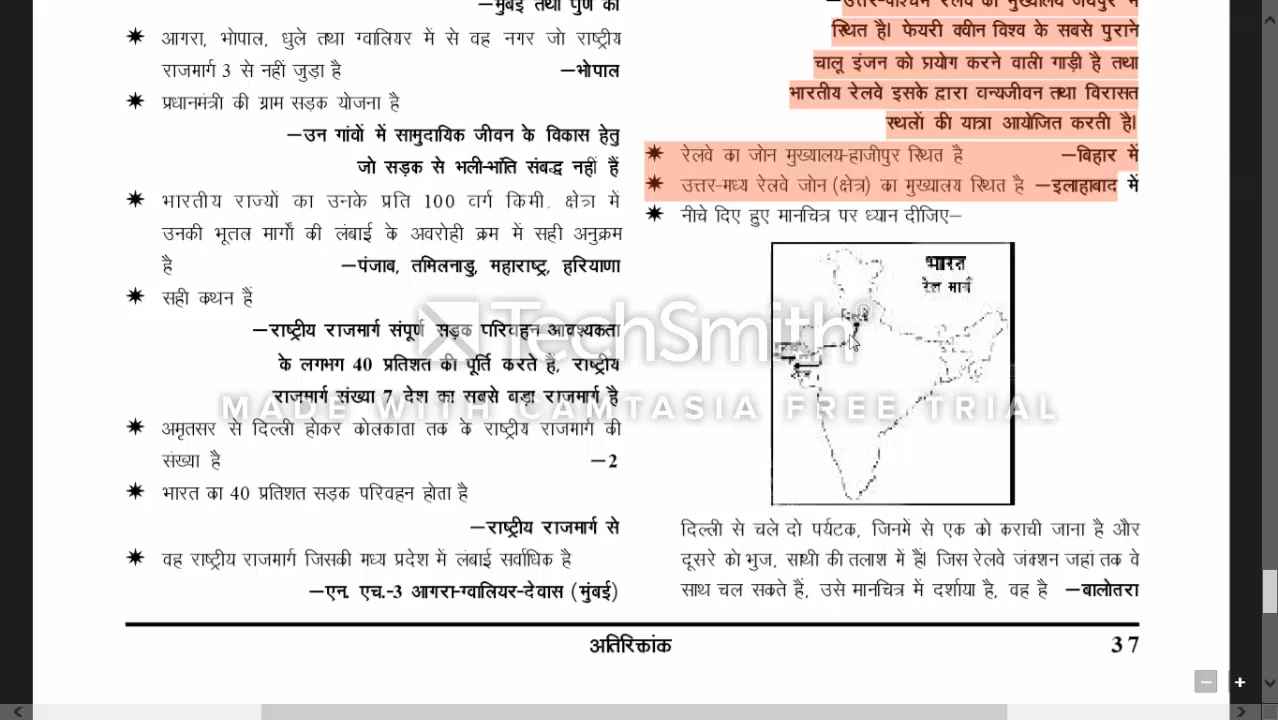 –मुंबई तथा पुणे को
✷ आगरा, भोपाल, धुले तथा ग्वालियर में से वह नगर जो राष्ट्रीय
राजमार्ग 3 से नहीं जुड़ा है –भोपाल
✷ प्रधानमंत्री की ग्राम सड़क योजना है
–उन गांवों में सामुदायिक जीवन के विकास हेतु
जो सड़क से भली-भांति संबद्ध नहीं हैं
✷ भारतीय राज्यों का उनके प्रति 100 वर्ग किमी. क्षेत्र में
उनकी भूतल मार्गों की लंबाई के अवरोही क्रम में सही अनुक्रम
है –पंजाब, तमिलनाडु, महाराष्ट्र, हरियाणा
✷ सही कथन हैं
–राष्ट्रीय राजमार्ग संपूर्ण सड़क परिवहन आवश्यकता
के लगभग 40 प्रतिशत की पूर्ति करते हैं, राष्ट्रीय
राजमार्ग संख्या 7 देश का सबसे बड़ा राजमार्ग है
✷ अमृतसर से दिल्ली होकर कोलकाता तक के राष्ट्रीय राजमार्ग की
संख्या है –2
✷ भारत का 40 प्रतिशत सड़क परिवहन होता है
–राष्ट्रीय राजमार्ग से
✷ वह राष्ट्रीय राजमार्ग जिसकी मध्य प्रदेश में लंबाई सर्वाधिक है
–एन. एच.-3 आगरा-ग्वालियर-देवास (मुंबई)
–उत्तर-पश्चिम रेलवे का मुख्यालय जयपुर में
स्थित है। फेयरी क्वीन विश्व के सबसे पुराने
चालू इंजन को प्रयोग करने वाली गाड़ी है तथा
भारतीय रेलवे इसके द्वारा वन्यजीवन तथा विरासत
स्थलों की यात्रा आयोजित करती है।
✷ रेलवे का जोन मुख्यालय-हाजीपुर स्थित है –बिहार में
✷ उत्तर-मध्य रेलवे जोन (क्षेत्र) का मुख्यालय स्थित है –इलाहाबाद में
✷ नीचे दिए हुए मानचित्र पर ध्यान दीजिए–
भारत
रेल मार्ग
दिल्ली से चले दो पर्यटक, जिनमें से एक को कराची जाना है और
दूसरे को भुज, साथी की तलाश में हैं। जिस रेलवे जंक्शन जहां तक वे
साथ चल सकते हैं, उसे मानचित्र में दर्शाया है, वह है –बालोतरा
अतिरिक्तांक 37
TechSmith®
MADE WITH CAMTASIA FREE TRIAL